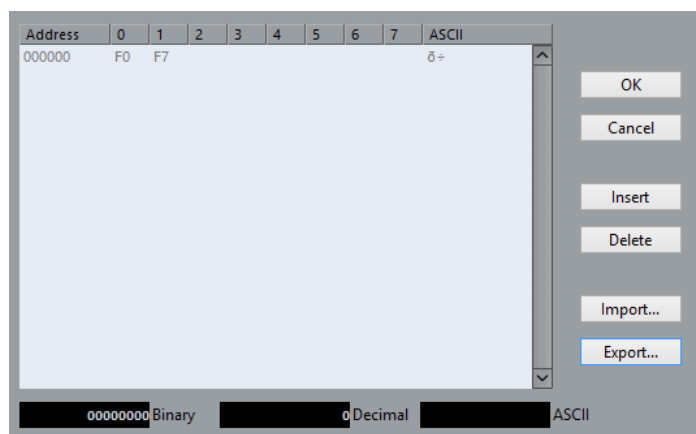 Address 0 1 2 3 4 5 6 7 ASCII
000000 F0 F7 ð÷
OK
Cancel
Insert
Delete
Import...
Export...
00000000 Binary 0 Decimal ASCII